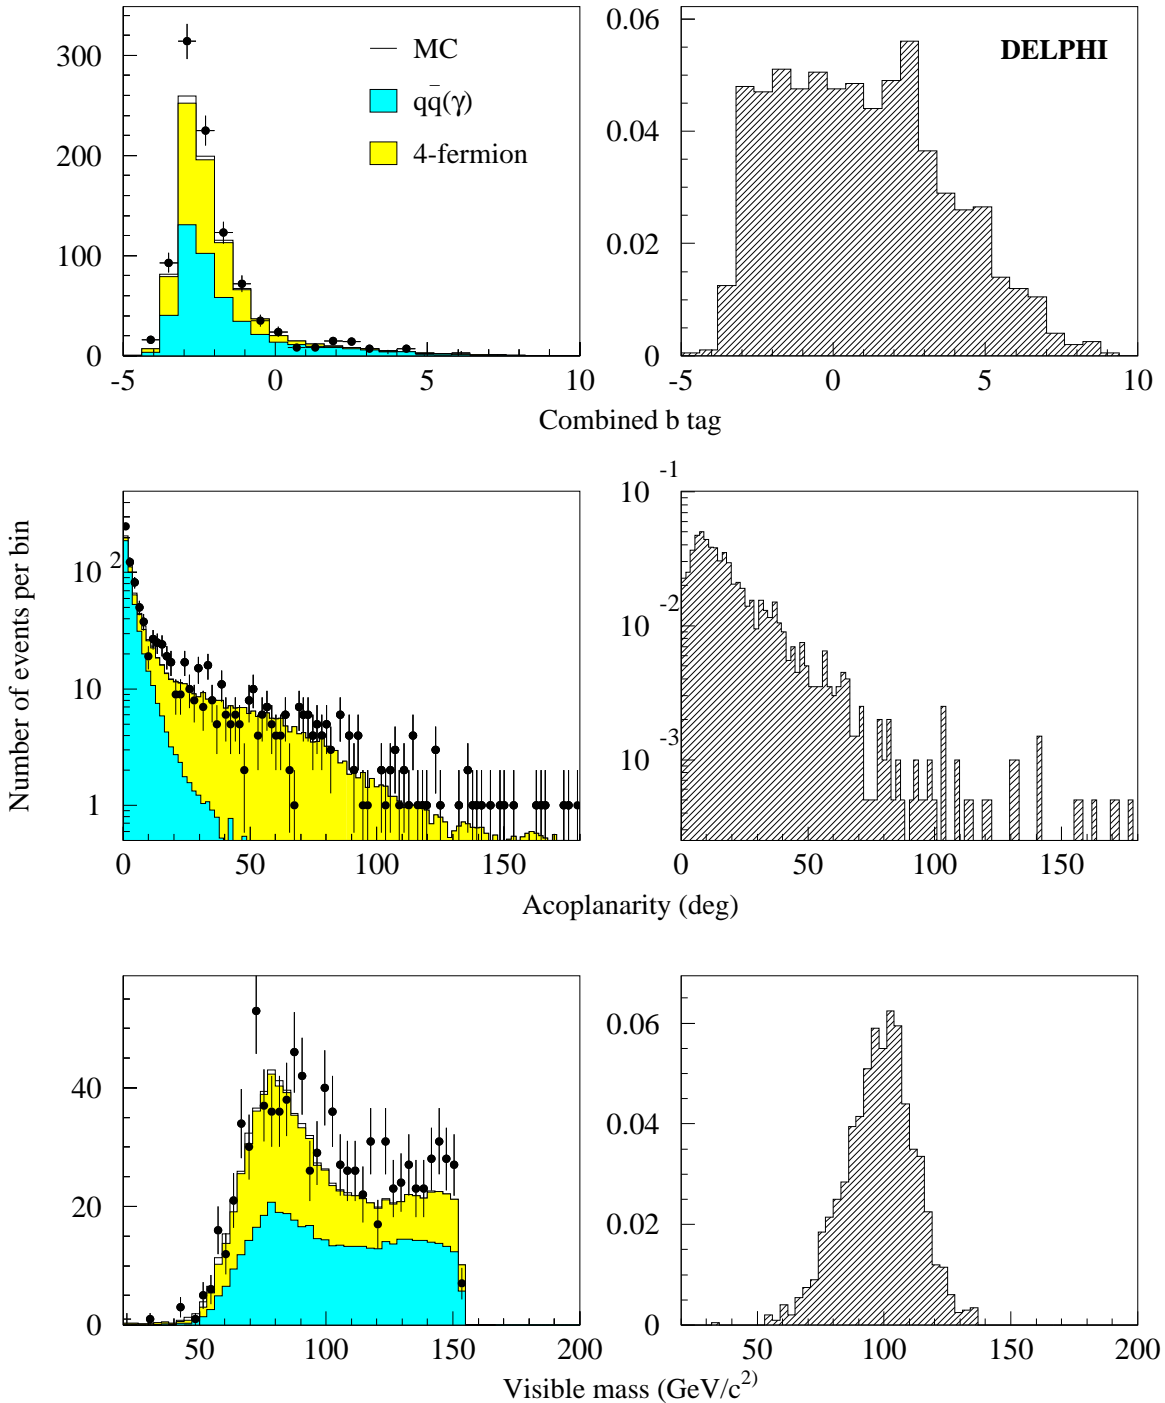 MC
qq̄(γ)
4-fermion
300
200
100
0
-5 0 5 10
DELPHI
0.06
0.04
0.02
0
-5 0 5 10
Combined b tag
Number of events per bin
10 2
10
1
0 50 100 150
10 -1
10 -2
10 -3
0 50 100 150
Acoplanarity (deg)
40
20
0
50 100 150 200
0.06
0.04
0.02
0
50 100 150 200
Visible mass (GeV/c2)